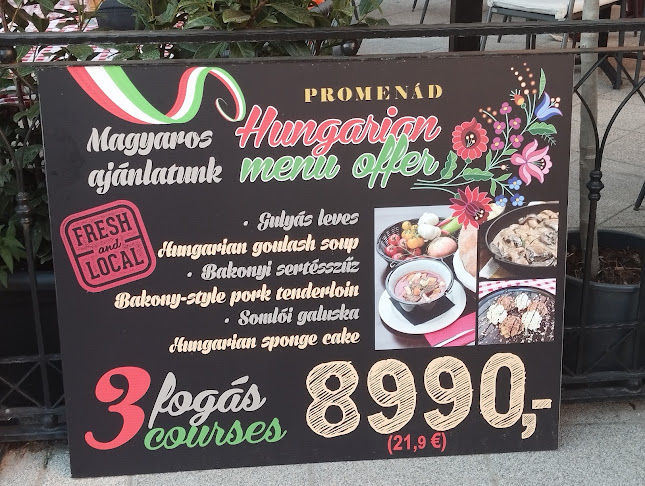 PROMENÁD
Magyaros
ajánlatunk
Hungarian
menu offer
FRESH
and
LOCAL
• Gulyás leves
Hungarian goulash soup
• Bakonyi sertésszűz
Bakony-style pork tenderloin
• Somlói galuska
Hungarian sponge cake
3 fogás
courses
8990,-
(21,9 €)